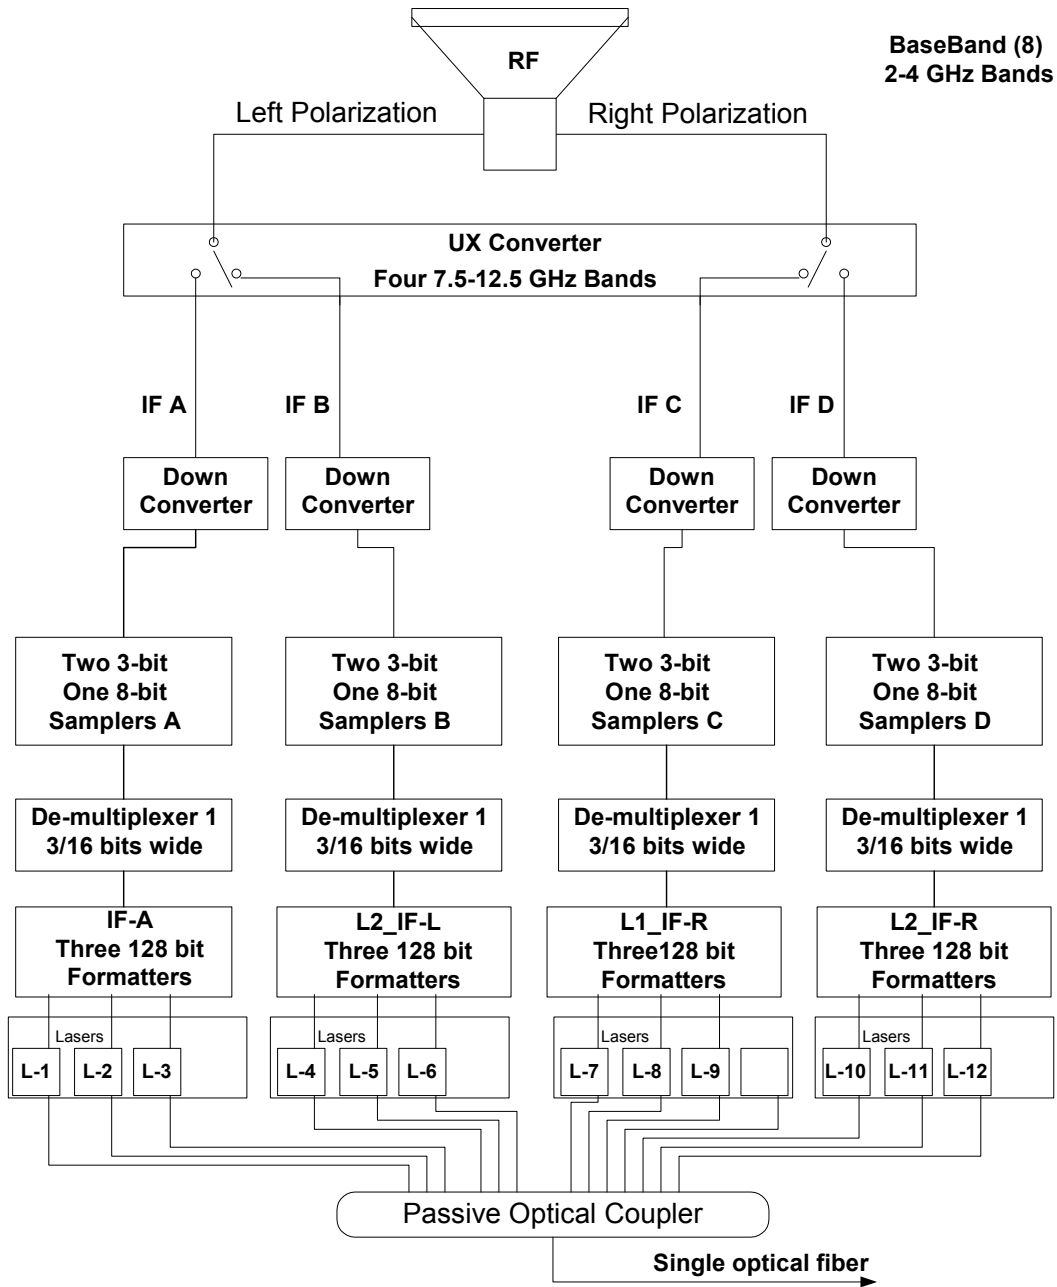 RF
BaseBand (8)
2-4 GHz Bands
Left Polarization
Right Polarization
UX Converter
Four 7.5-12.5 GHz Bands
IF A
IF B
IF C
IF D
Down
Converter
Down
Converter
Down
Converter
Down
Converter
Two 3-bit
One 8-bit
Samplers A
Two 3-bit
One 8-bit
Samplers B
Two 3-bit
One 8-bit
Samplers C
Two 3-bit
One 8-bit
Samplers D
De-multiplexer 1
3/16 bits wide
De-multiplexer 1
3/16 bits wide
De-multiplexer 1
3/16 bits wide
De-multiplexer 1
3/16 bits wide
IF-A
Three 128 bit
Formatters
L2_IF-L
Three 128 bit
Formatters
L1_IF-R
Three128 bit
Formatters
L2_IF-R
Three 128 bit
Formatters
Lasers
L-1 L-2 L-3
Lasers
L-4 L-5 L-6
Lasers
L-7 L-8 L-9
Lasers
L-10 L-11 L-12
Passive Optical Coupler
Single optical fiber